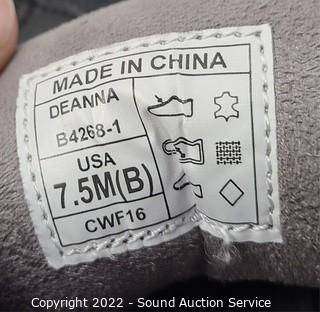 MADE IN CHINA
DEANNA
B4268-1
USA
7.5M(B)
CWF16
Copyright 2022 - Sound Auction Service